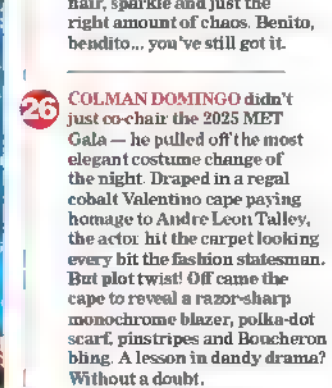 hair, sparkle and just the
right amount of chaos. Benito,
bendito... you've still got it.
26
COLMAN DOMINGO didn't
just co-chair the 2025 MET
Gala — he pulled off the most
elegant costume change of
the night. Draped in a regal
cobalt Valentino cape paying
homage to Andre Leon Talley,
the actor hit the carpet looking
every bit the fashion statesman.
But plot twist! Off came the
cape to reveal a razor-sharp
monochrome blazer, polka-dot
scarf, pinstripes and Boucheron
bling. A lesson in dandy drama?
Without a doubt.